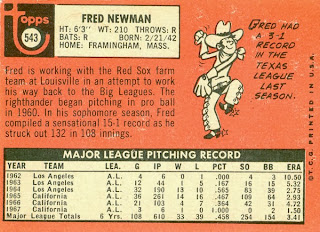 topps
543
FRED NEWMAN
HT: 6'3" WT: 210 THROWS: R
BATS: R BORN: 2/21/42
HOME: FRAMINGHAM, MASS.
Fred is working with the Red Sox farm
team at Louisville in an attempt to work
his way back to the Big Leagues. The
righthander began pitching in pro ball
in 1960. In his sophomore season, Fred
compiled a sensational 15-1 record as he
struck out 132 in 108 innings.
GRED HAD
A 3-1
RECORD
IN THE
TEXAS
LEAGUE
LAST
SEASON.
© T.C.G. PRINTED IN U.S.A.
MAJOR LEAGUE PITCHING RECORD
YEAR TEAM LEA. G IP W L PCT. SO BB ERA
1962 Los Angeles A.L. 4 6 0 1 .000 4 3 10.50
1963 Los Angeles A.L. 12 44 1 5 .167 16 15 5.32
1964 Los Angeles A.L. 32 190 13 10 .565 83 39 2.75
1965 California A.L. 36 261 14 16 .467 109 64 2.93
1966 California A.L. 21 103 4 7 .364 42 31 4.72
1967 California A.L. 3 6 1 0 1.000 0 2 1.50
Major League Totals 6 Yrs. 108 610 33 39 .458 254 154 3.41